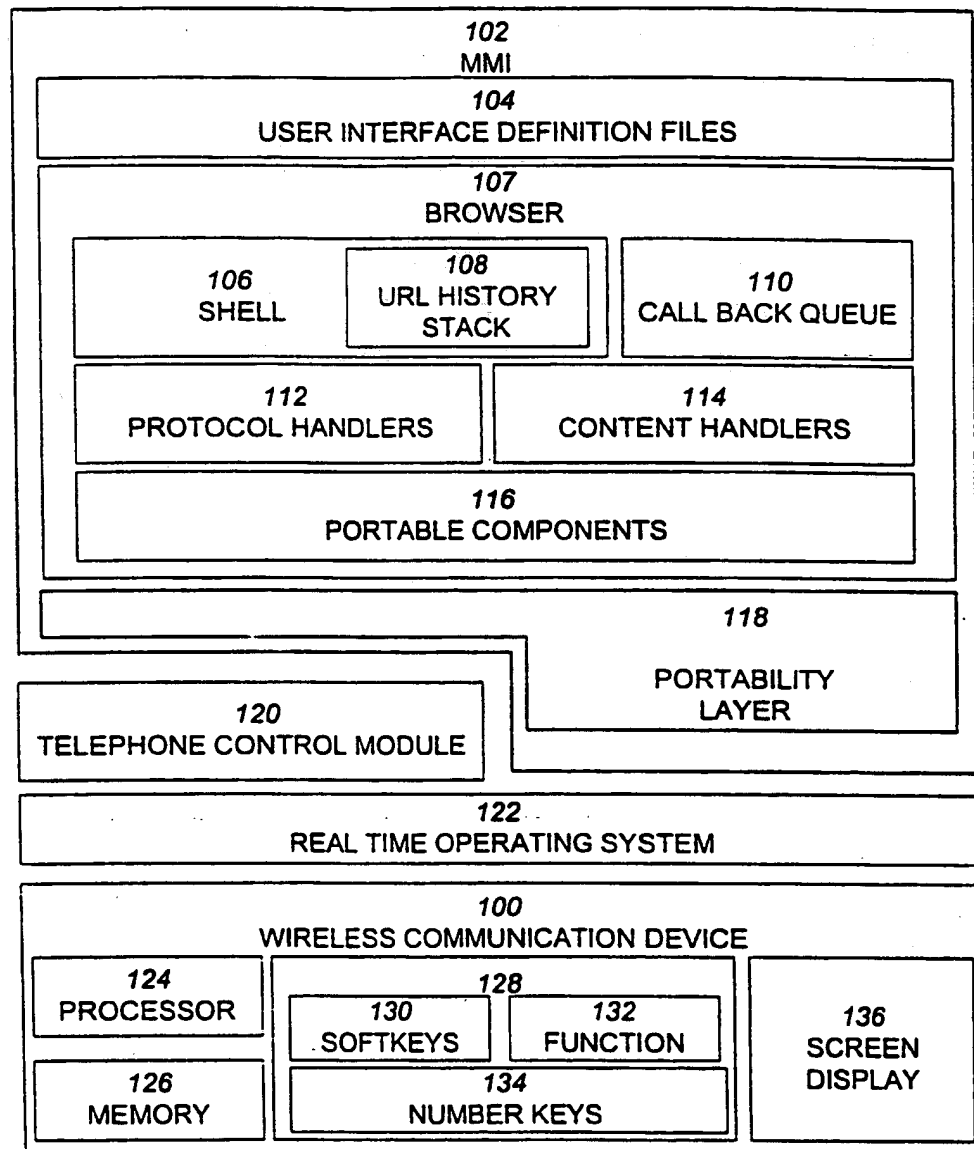 102
MMI
104
USER INTERFACE DEFINITION FILES
107
BROWSER
106
SHELL
108
URL HISTORY
STACK
110
CALL BACK QUEUE
112
PROTOCOL HANDLERS
114
CONTENT HANDLERS
116
PORTABLE COMPONENTS
118
PORTABILITY
LAYER
120
TELEPHONE CONTROL MODULE
122
REAL TIME OPERATING SYSTEM
100
WIRELESS COMMUNICATION DEVICE
124
PROCESSOR
126
MEMORY
128
130
SOFTKEYS
132
FUNCTION
134
NUMBER KEYS
136
SCREEN
DISPLAY